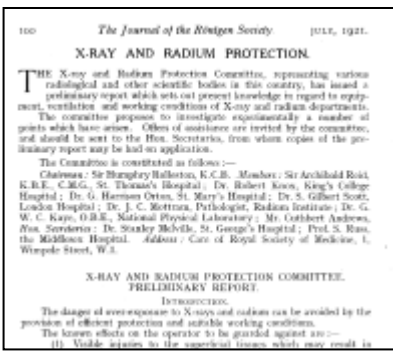 100 The Journal of the Röntgen Society JULY, 1921.
X-RAY AND RADIUM PROTECTION.
THE X-ray and Radium Protection Committee, representing various
radiological and other scientific bodies in this country, has issued a
preliminary report which sets out present knowledge in regard to equip-
ment, ventilation and working conditions of X-ray and radium departments.
The committee proposes to investigate experimentally a number of
points which have arisen. Offers of assistance are invited by the committee,
and should be sent to the Hon. Secretaries, from whom copies of the pre-
liminary report may be had on application.
The Committee is constituted as follows :—
Chairman : Sir Humphry Rolleston, K.C.B. Members : Sir Archibald Reid,
K.B.E., C.M.G., St. Thomas's Hospital ; Dr. Robert Knox, King's College
Hospital ; Dr. G. Harrison Orton, St. Mary's Hospital ; Dr. S. Gilbert Scott,
London Hospital ; Dr. J. C. Mottram, Pathologist, Radium Institute ; Dr. G.
W. C. Kaye, O.B.E., National Physical Laboratory ; Mr. Cuthbert Andrews,
Hon. Secretaries : Dr. Stanley Melville, St. George's Hospital ; Prof. S. Russ,
the Middlesex Hospital. Address : Care of Royal Society of Medicine, 1,
Wimpole Street, W.1.
X-RAY AND RADIUM PROTECTION COMMITTEE.
PRELIMINARY REPORT.
INTRODUCTION.
The danger of over-exposure to X-rays and radium can be avoided by the
provision of efficient protection and suitable working conditions.
The known effects on the operator to be guarded against are :—
(1) Visible injuries to the superficial tissues which may result in